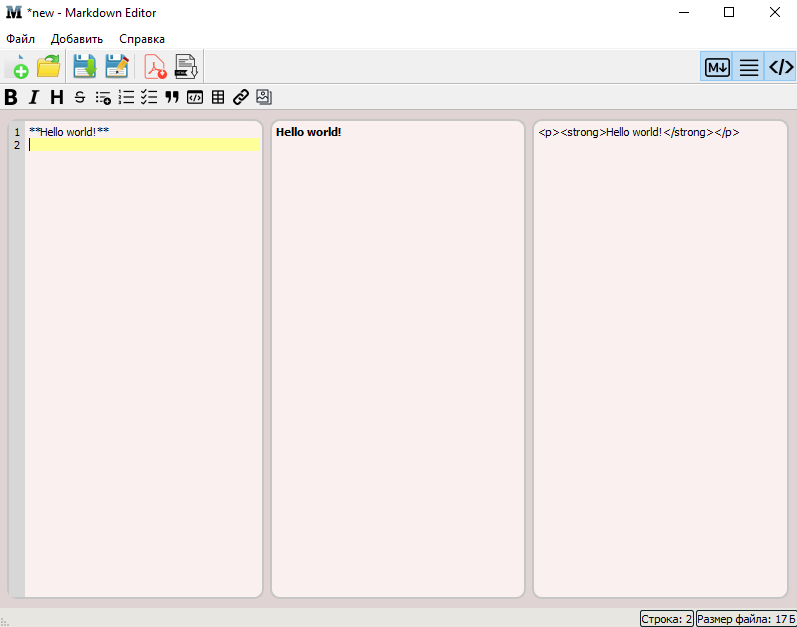 *new - Markdown Editor
Файл Добавить Справка
M↓ </>
B I H S
1 **Hello world!**
2
Hello world!
<p><strong>Hello world!</strong></p>
Строка: 2 Размер файла: 17 Б